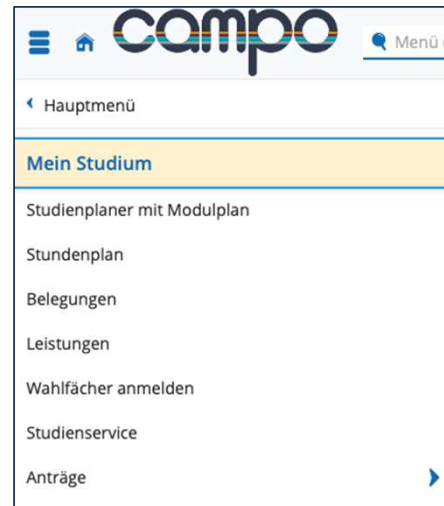 campo
Menü
Hauptmenü
Mein Studium
Studienplaner mit Modulplan
Stundenplan
Belegungen
Leistungen
Wahlfächer anmelden
Studienservice
Anträge